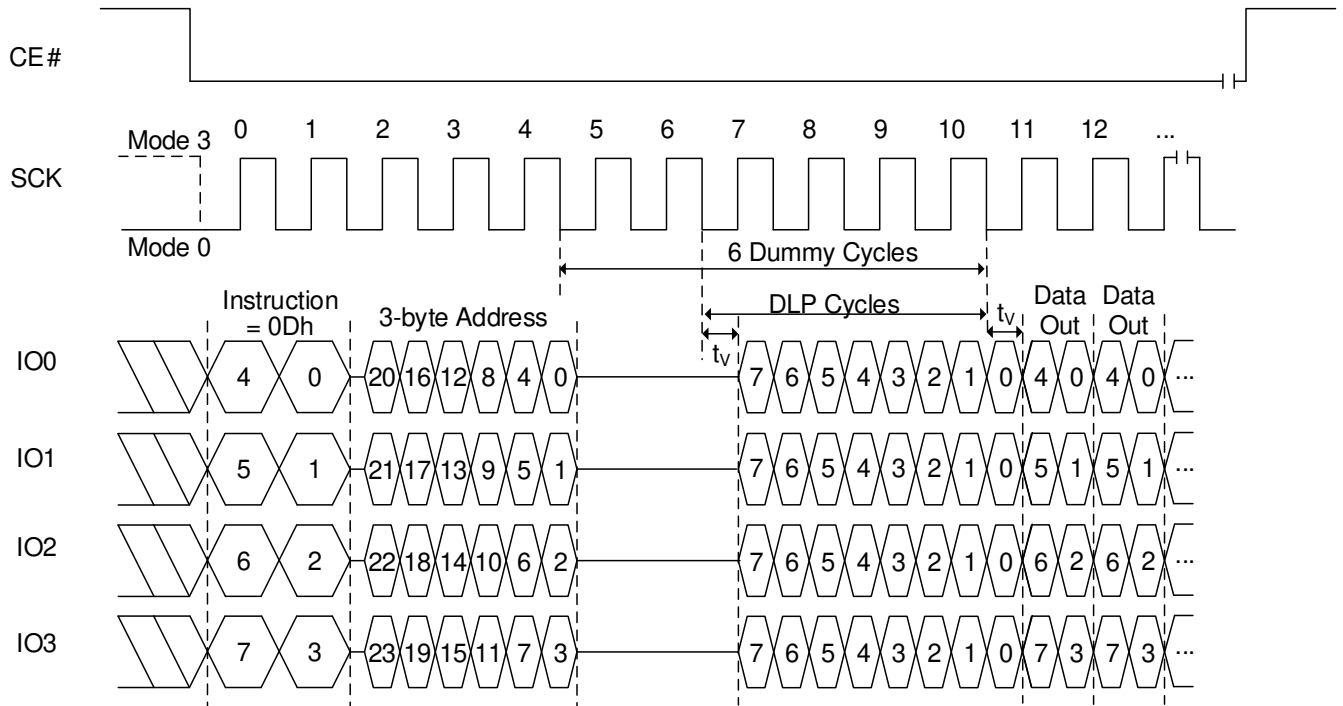 CE#
0 1 2 3 4 5 6 7 8 9 10 11 12 ...
Mode 3
SCK
Mode 0
6 Dummy Cycles
Instruction
= 0Dh
3-byte Address
DLP Cycles
tV
tV
Data
Out
Data
Out
IO0 4 0 20 16 12 8 4 0 7 6 5 4 3 2 1 0 4 0 4 0 ...
IO1 5 1 21 17 13 9 5 1 7 6 5 4 3 2 1 0 5 1 5 1 ...
IO2 6 2 22 18 14 10 6 2 7 6 5 4 3 2 1 0 6 2 6 2 ...
IO3 7 3 23 19 15 11 7 3 7 6 5 4 3 2 1 0 7 3 7 3 ...